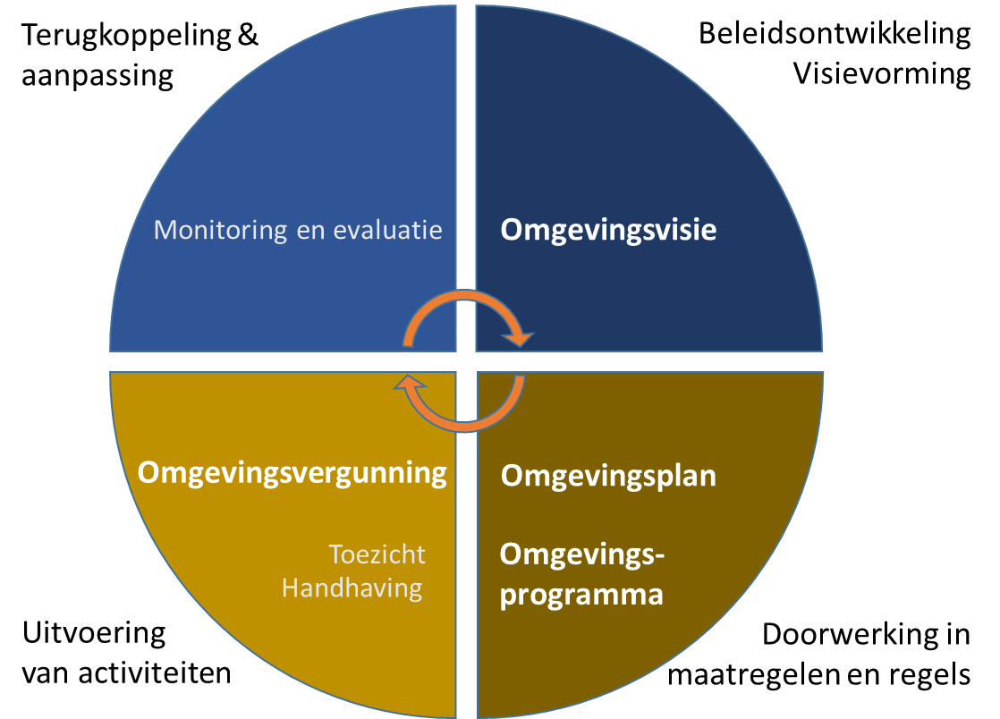 Terugkoppeling &
aanpassing
Beleidsontwikkeling
Visievorming
Monitoring en evaluatie
Omgevingsvisie
Omgevingsvergunning
Toezicht
Handhaving
Omgevingsplan
Omgevings-
programma
Uitvoering
van activiteiten
Doorwerking in
maatregelen en regels